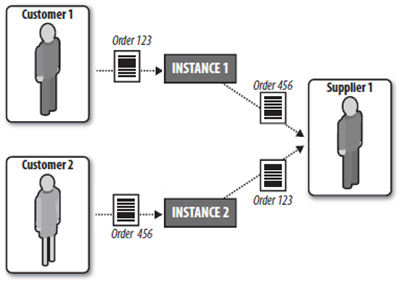 Customer 1
Order 123
INSTANCE 1
Order 456
Supplier 1
Customer 2
Order 456
INSTANCE 2
Order 123